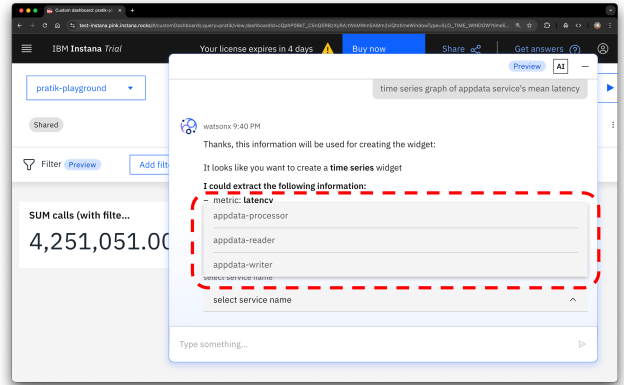 Custom dashboard: pratik-pl
IBM Instana Trial
Your license expires in 4 days
Buy now
Share
Get answers
Preview
AI
pratik-playground
time series graph of appdata service's mean latency
Shared
watsonx 9:40 PM
Thanks, this information will be used for creating the widget:
Filter
Preview
Add filte
It looks like you want to create a time series widget
I could extract the following information:
– metric: latency
SUM calls (with filte...
4,251,051.00
appdata-processor
appdata-reader
appdata-writer
select service name
select service name
Type something...